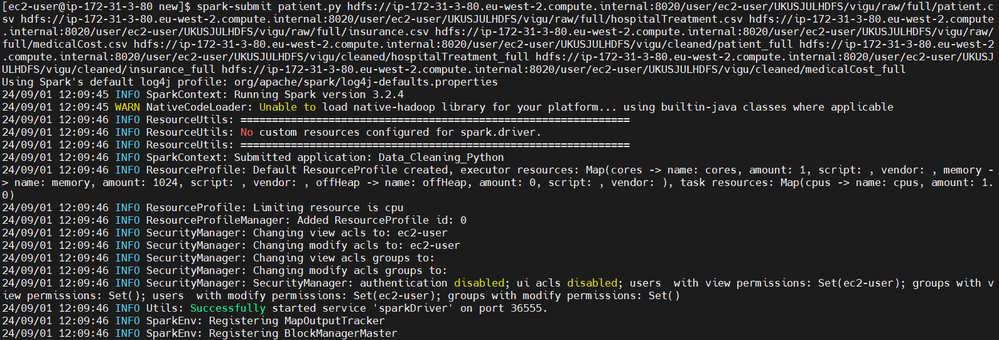 [ec2-user@ip-172-31-3-80 new]$ spark-submit patient.py hdfs://ip-172-31-3-80.eu-west-2.compute.internal:8020/user/ec2-user/UKUSJULHDFS/vigu/raw/full/patient.c
sv hdfs://ip-172-31-3-80.eu-west-2.compute.internal:8020/user/ec2-user/UKUSJULHDFS/vigu/raw/full/hospitalTreatment.csv hdfs://ip-172-31-3-80.eu-west-2.compute
.internal:8020/user/ec2-user/UKUSJULHDFS/vigu/raw/full/insurance.csv hdfs://ip-172-31-3-80.eu-west-2.compute.internal:8020/user/ec2-user/UKUSJULHDFS/vigu/raw/
full/medicalCost.csv hdfs://ip-172-31-3-80.eu-west-2.compute.internal:8020/user/ec2-user/UKUSJULHDFS/vigu/cleaned/patient_full hdfs://ip-172-31-3-80.eu-west-2
.compute.internal:8020/user/ec2-user/UKUSJULHDFS/vigu/cleaned/hospitalTreatment_full hdfs://ip-172-31-3-80.eu-west-2.compute.internal:8020/user/ec2-user/UKUSJ
ULHDFS/vigu/cleaned/insurance_full hdfs://ip-172-31-3-80.eu-west-2.compute.internal:8020/user/ec2-user/UKUSJULHDFS/vigu/cleaned/medicalCost_full
Using Spark's default log4j profile: org/apache/spark/log4j-defaults.properties
24/09/01 12:09:45 INFO SparkContext: Running Spark version 3.2.4
24/09/01 12:09:45 WARN NativeCodeLoader: Unable to load native-hadoop library for your platform... using builtin-java classes where applicable
24/09/01 12:09:46 INFO ResourceUtils: ==============================================================
24/09/01 12:09:46 INFO ResourceUtils: No custom resources configured for spark.driver.
24/09/01 12:09:46 INFO ResourceUtils: ==============================================================
24/09/01 12:09:46 INFO SparkContext: Submitted application: Data_Cleaning_Python
24/09/01 12:09:46 INFO ResourceProfile: Default ResourceProfile created, executor resources: Map(cores -> name: cores, amount: 1, script: , vendor: , memory -
> name: memory, amount: 1024, script: , vendor: , offHeap -> name: offHeap, amount: 0, script: , vendor: ), task resources: Map(cpus -> name: cpus, amount: 1.
0)
24/09/01 12:09:46 INFO ResourceProfile: Limiting resource is cpu
24/09/01 12:09:46 INFO ResourceProfileManager: Added ResourceProfile id: 0
24/09/01 12:09:46 INFO SecurityManager: Changing view acls to: ec2-user
24/09/01 12:09:46 INFO SecurityManager: Changing modify acls to: ec2-user
24/09/01 12:09:46 INFO SecurityManager: Changing view acls groups to:
24/09/01 12:09:46 INFO SecurityManager: Changing modify acls groups to:
24/09/01 12:09:46 INFO SecurityManager: SecurityManager: authentication disabled; ui acls disabled; users  with view permissions: Set(ec2-user); groups with v
iew permissions: Set(); users  with modify permissions: Set(ec2-user); groups with modify permissions: Set()
24/09/01 12:09:46 INFO Utils: Successfully started service 'sparkDriver' on port 36555.
24/09/01 12:09:46 INFO SparkEnv: Registering MapOutputTracker
24/09/01 12:09:46 INFO SparkEnv: Registering BlockManagerMaster